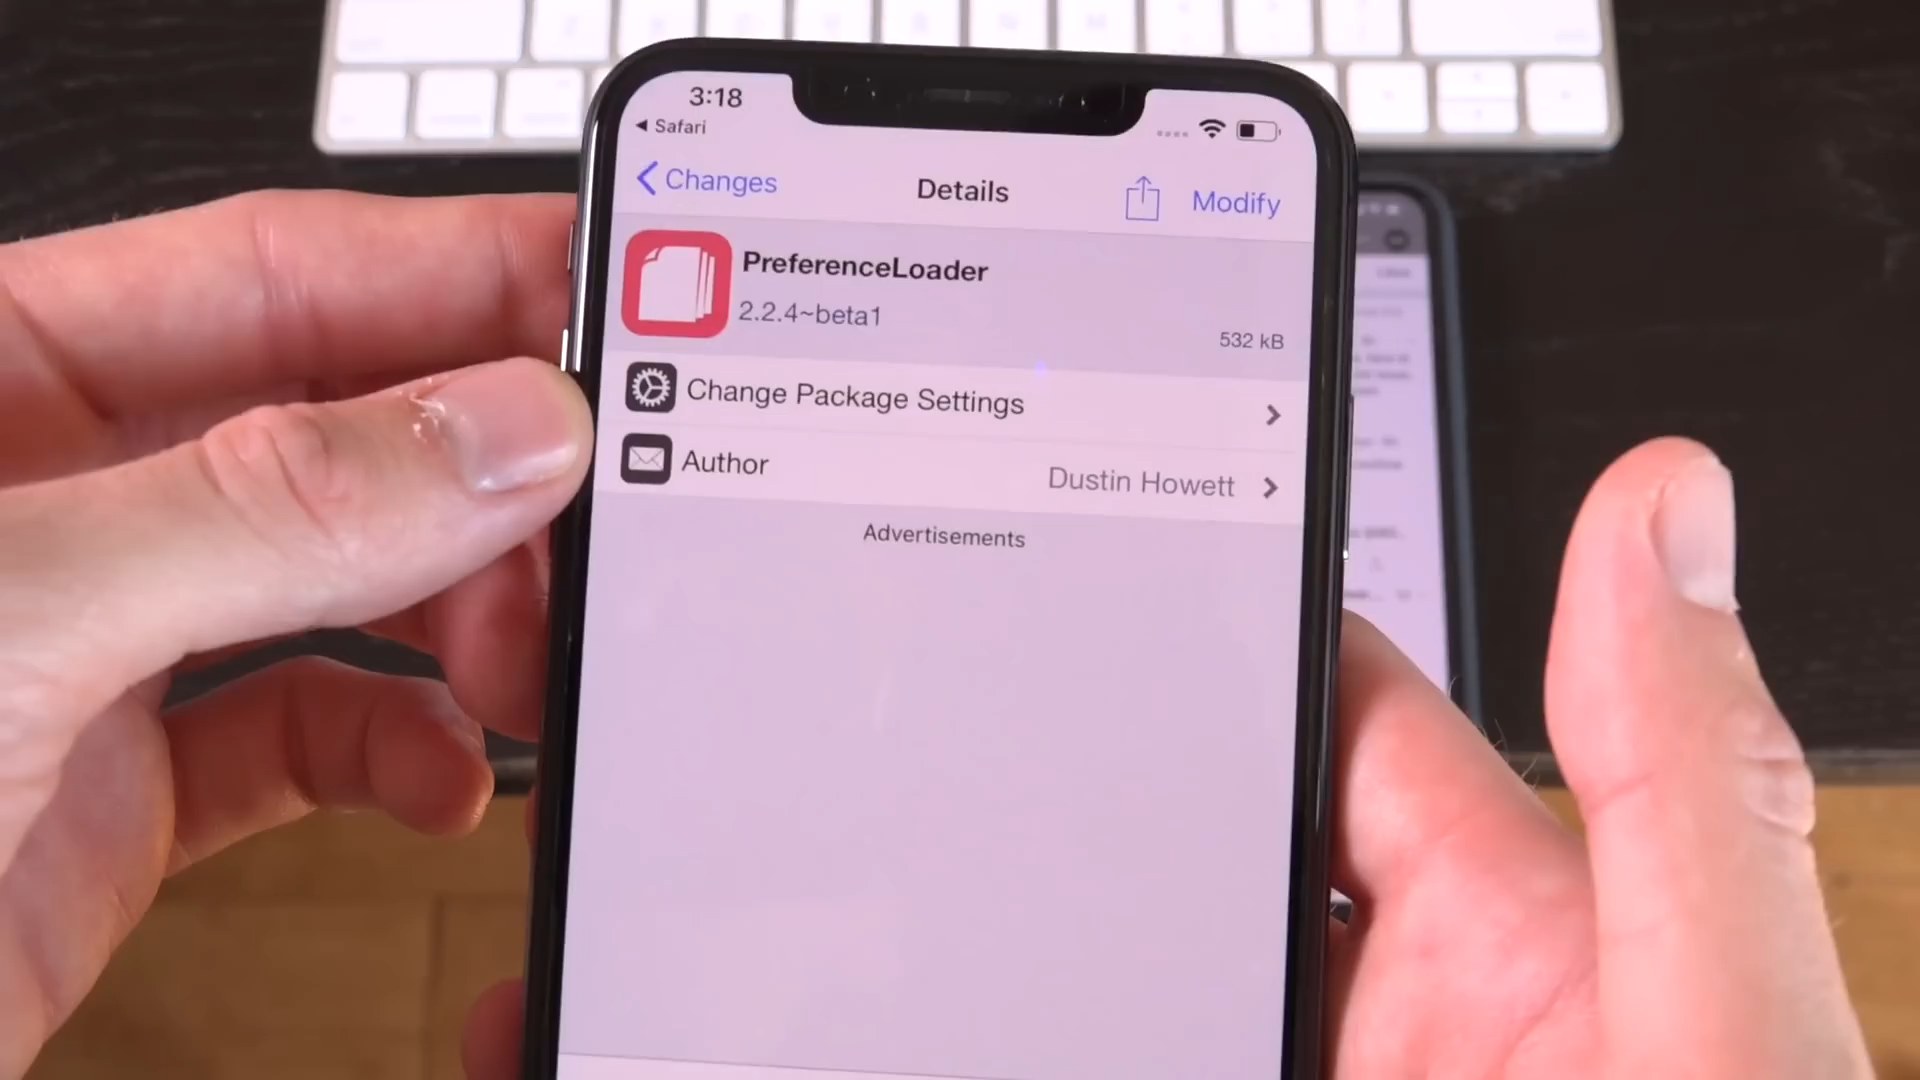 3:18
Safari
Changes
Details
Modify
PreferenceLoader
2.2.4~beta1
532 kB
Change Package Settings
Author
Dustin Howett
Advertisements